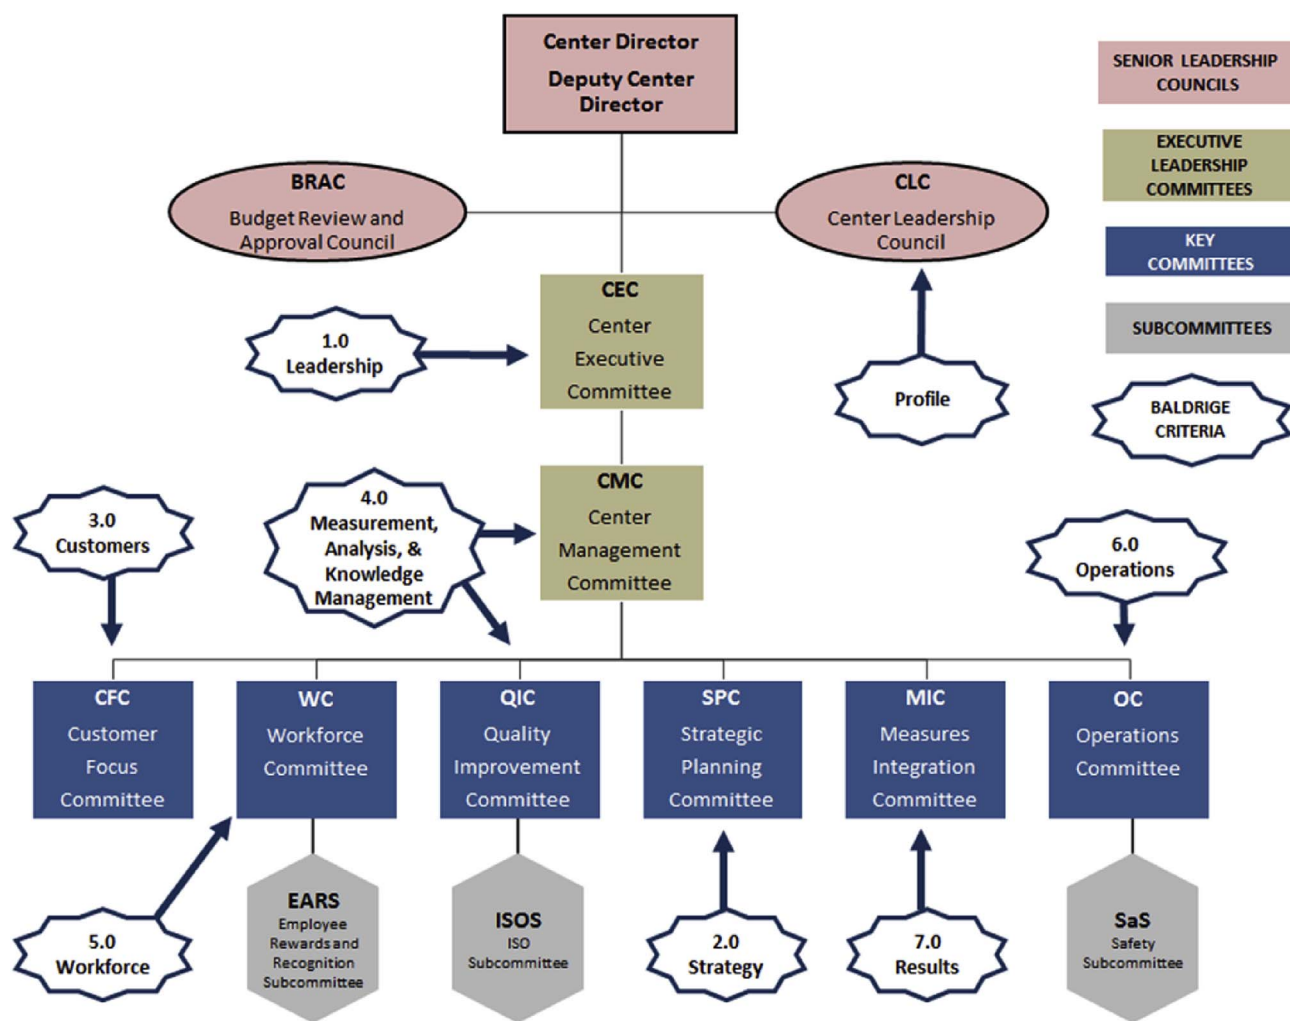 Center Director
Deputy Center
Director
SENIOR LEADERSHIP
COUNCILS
EXECUTIVE
LEADERSHIP
COMMITTEES
KEY
COMMITTEES
SUBCOMMITTEES
BALDRIGE
CRITERIA
BRAC
Budget Review and
Approval Council
CLC
Center Leadership
Council
CEC
Center
Executive
Committee
1.0
Leadership
Profile
CMC
Center
Management
Committee
3.0
Customers
4.0
Measurement,
Analysis, &
Knowledge
Management
6.0
Operations
CFC
Customer
Focus
Committee
WC
Workforce
Committee
QIC
Quality
Improvement
Committee
SPC
Strategic
Planning
Committee
MIC
Measures
Integration
Committee
OC
Operations
Committee
5.0
Workforce
EARS
Employee
Rewards and
Recognition
Subcommittee
ISOS
ISO
Subcommittee
2.0
Strategy
7.0
Results
SaS
Safety
Subcommittee